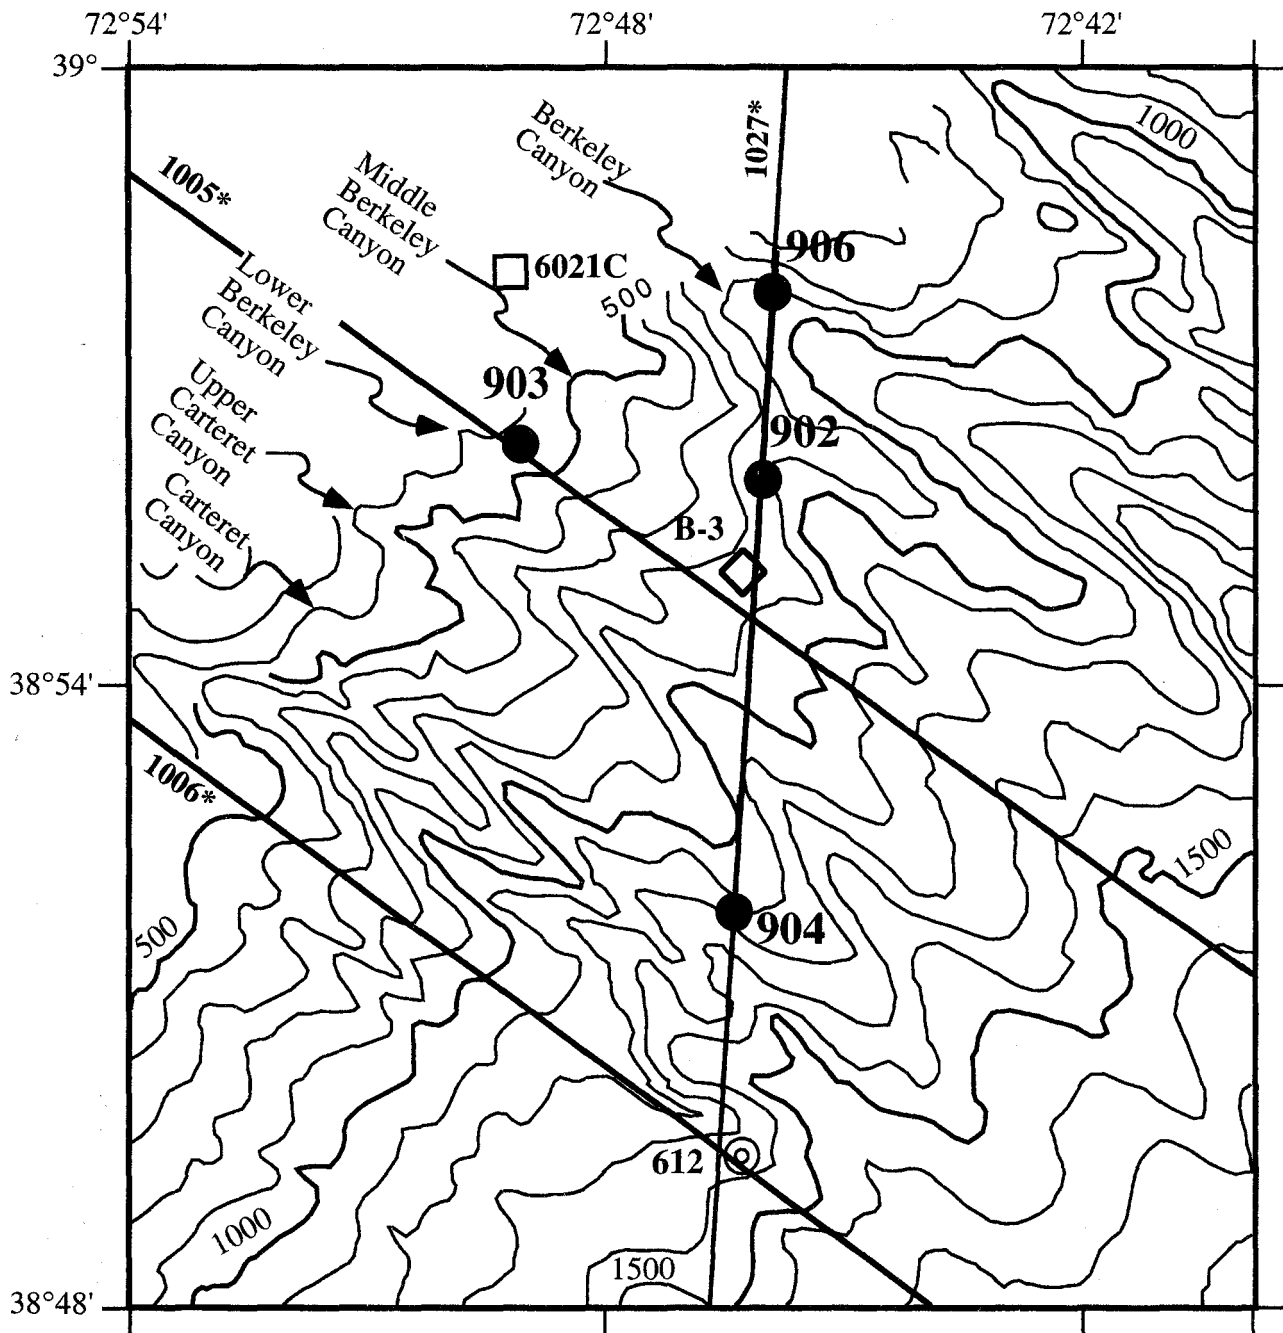 72°54'
72°48'
72°42'
39°
38°54'
38°48'
1005*
1027*
1006*
Berkeley
Canyon
Middle
Berkeley
Canyon
Lower
Berkeley
Canyon
Upper
Carteret
Canyon
Carteret
Canyon
6021C
500
906
903
902
B-3
904
612
1000
1500
500
1000
1500